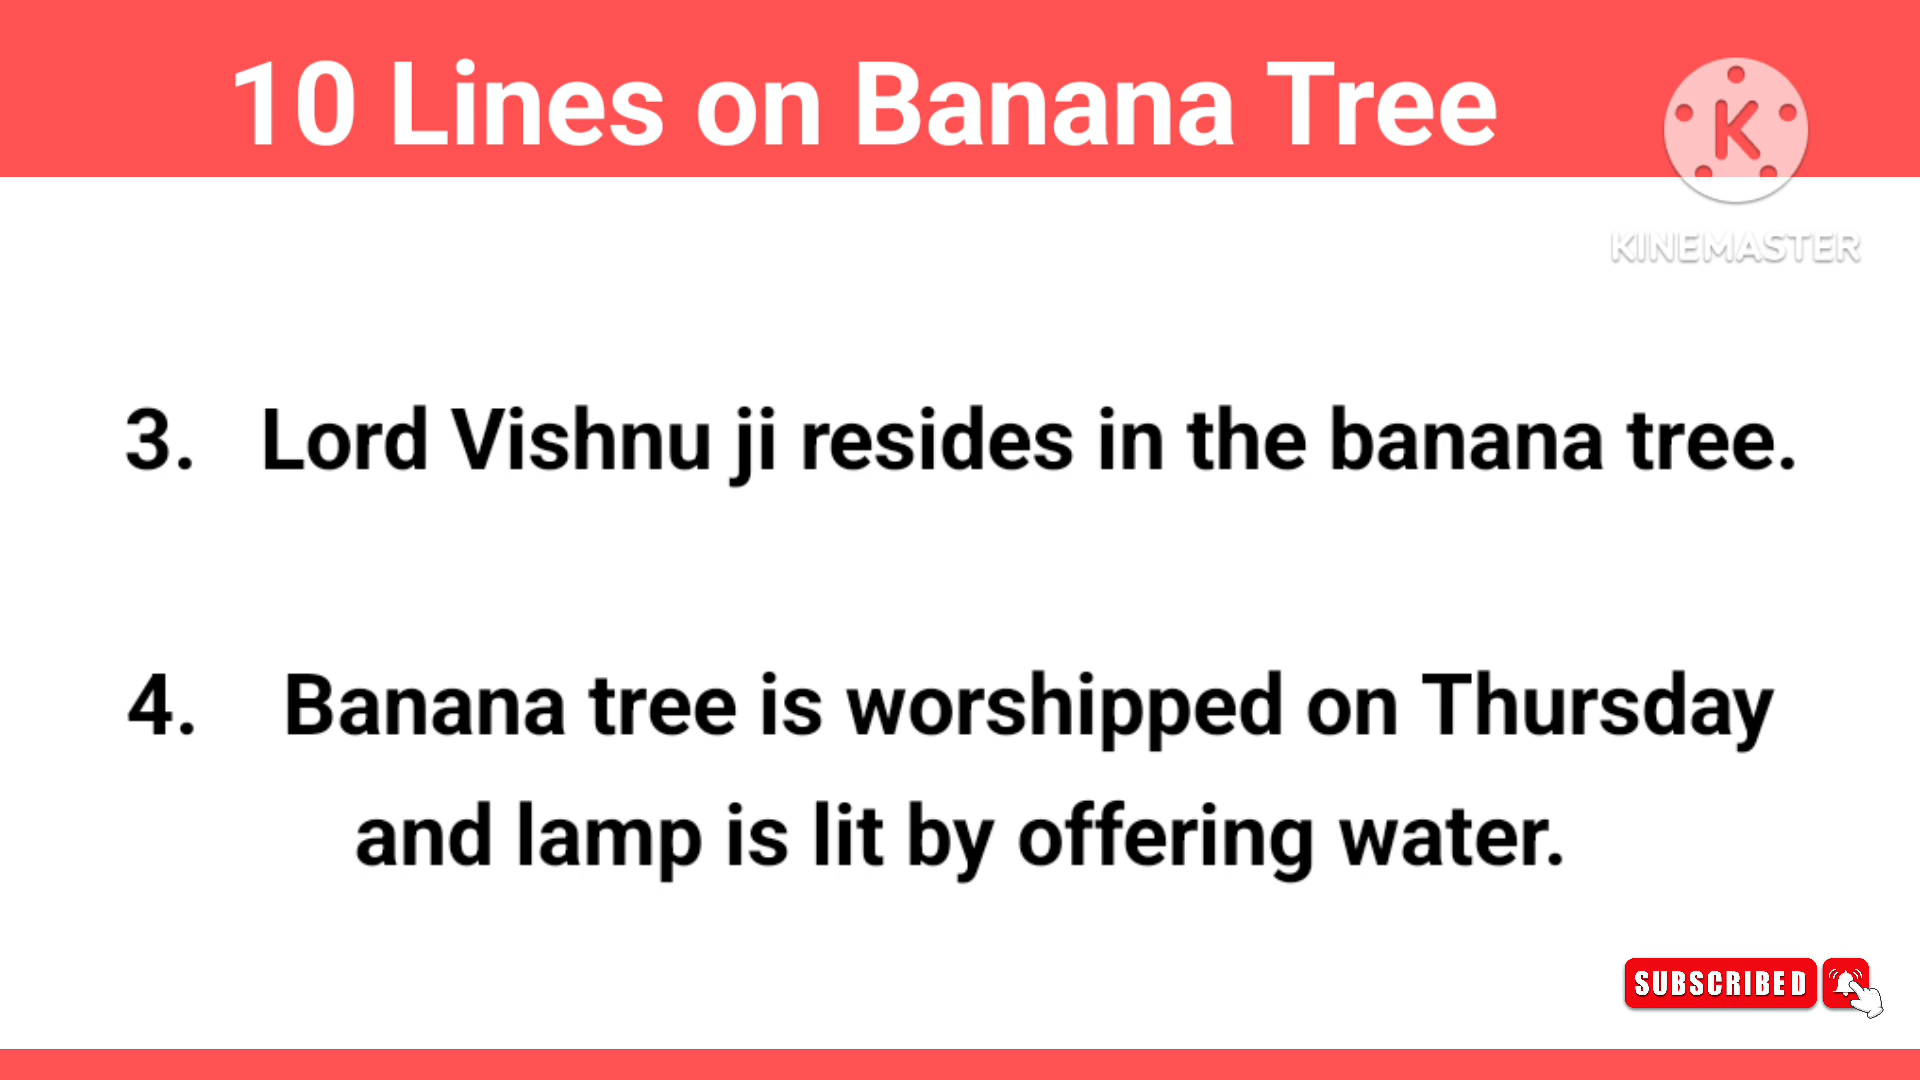 10 Lines on Banana Tree
K
KINEMASTER
3. Lord Vishnu ji resides in the banana tree.
4. Banana tree is worshipped on Thursday
and lamp is lit by offering water.
SUBSCRIBED